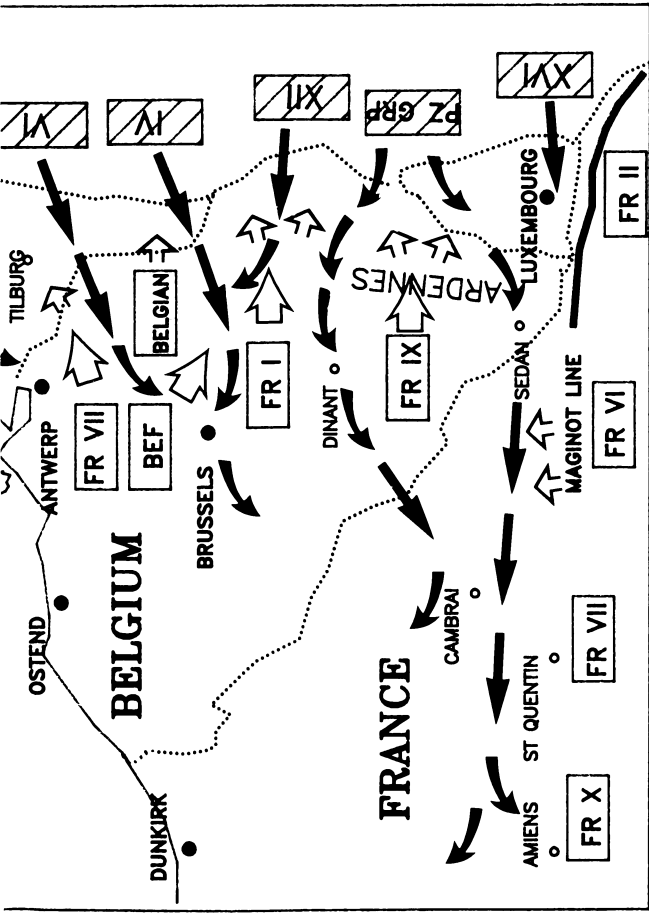 VI
IV
XII
PZ GRP
XVI
FR II
LUXEMBOURG
TILBURG
BELGIAN
ARDENNES
FR I
FR IX
SEDAN
DINANT
MAGINOT LINE
FR VI
ANTWERP
FR VII
BEF
BRUSSELS
OSTEND
BELGIUM
CAMBRAI
FR VII
ST QUENTIN
FRANCE
DUNKIRK
AMIENS
FR X